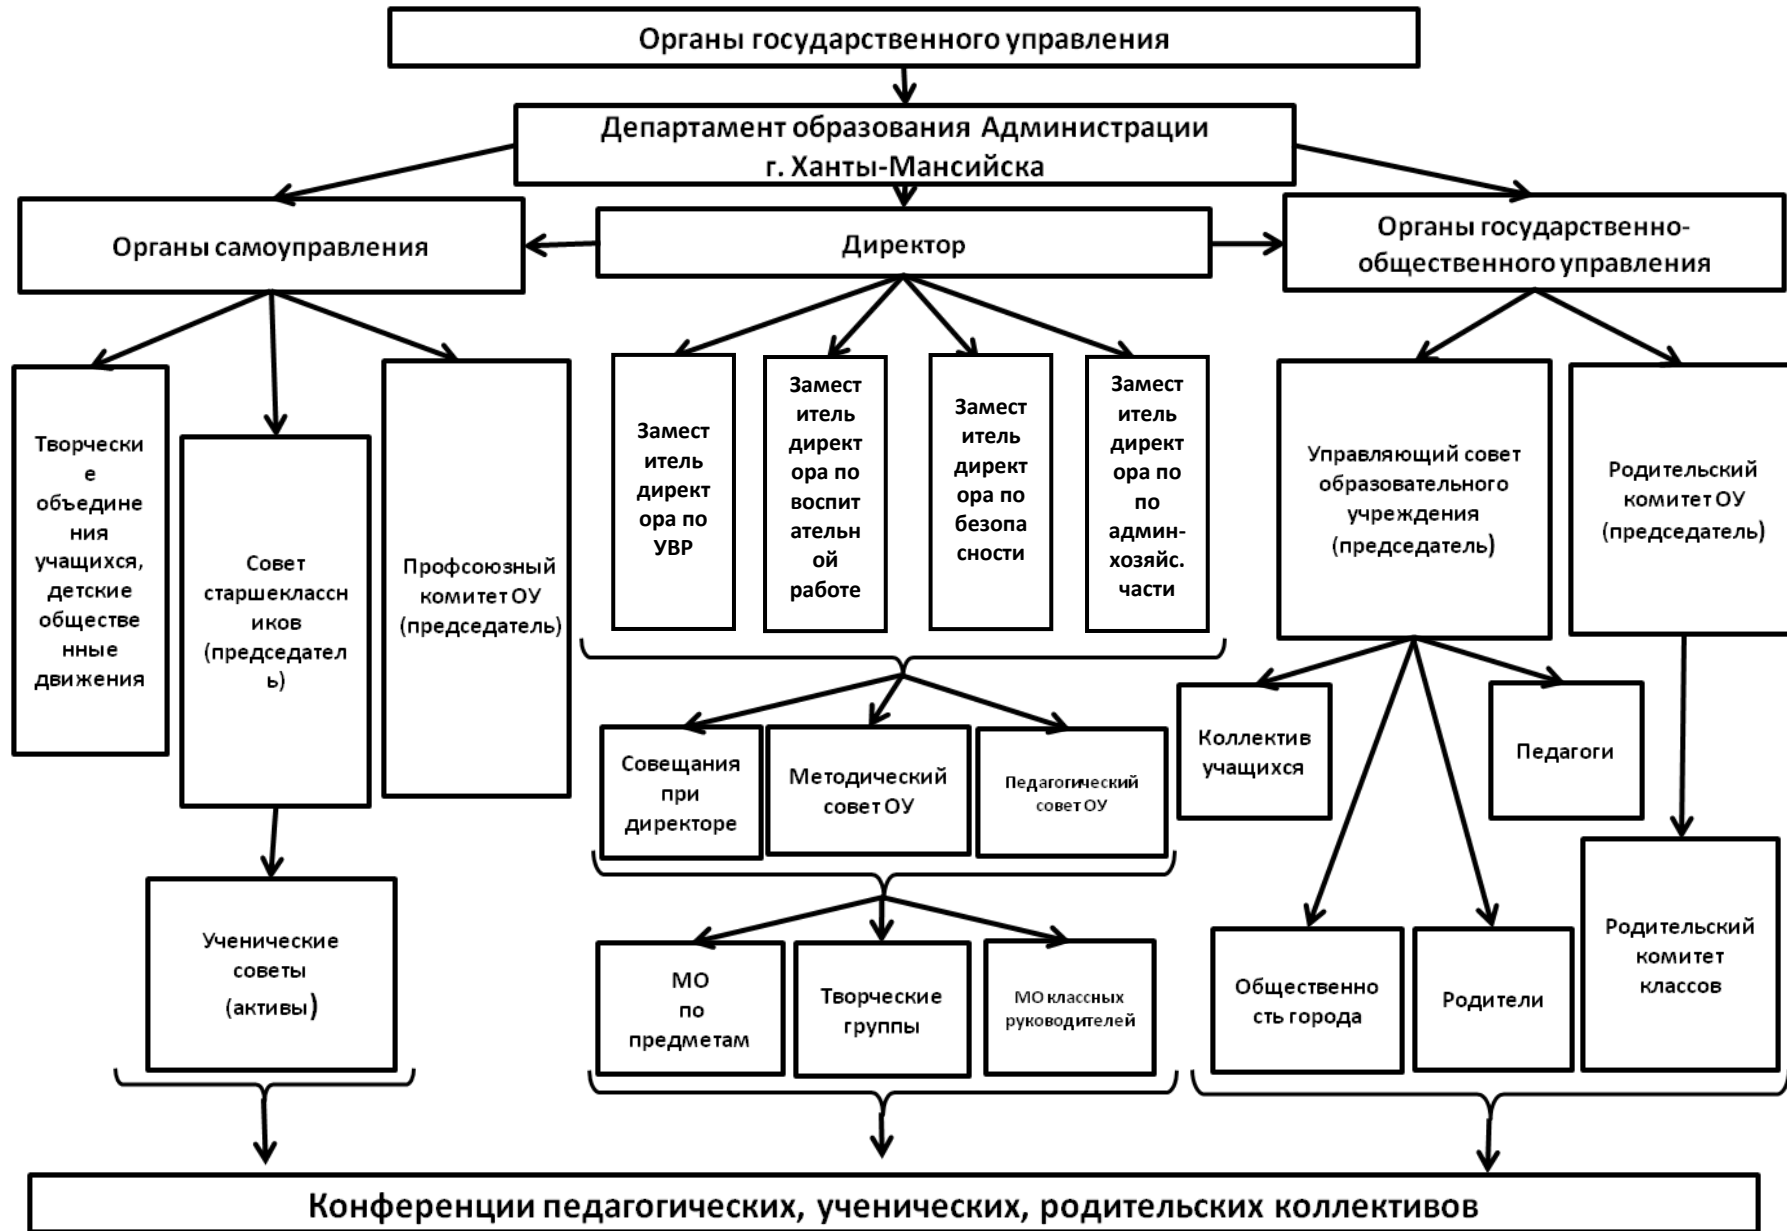 Органы государственного управления
Департамент образования Администрации
г. Ханты-Мансийска
Органы самоуправления
Директор
Органы государственно-
общественного управления
Творчески
е
объедине
ния
учащихся,
детские
обществе
нные
движения
Совет
старшеклассн
иков
(председател
ь)
Профсоюзный
комитет ОУ
(председатель)
Замест
итель
директ
ора по
УВР
Замест
итель
директ
ора по
воспит
ательн
ой
работе
Замест
итель
директ
ора по
безопа
сности
Замест
итель
директ
ора по
по
админ-
хозяйс.
части
Управляющий совет
образовательного
учреждения
(председатель)
Родительский
комитет ОУ
(председатель)
Совещания
при
директоре
Методический
совет ОУ
Педагогический
совет ОУ
Коллектив
учащихся
Педагоги
Ученические
советы
(активы)
МО
по
предметам
Творческие
группы
МО классных
руководителей
Общественно
сть города
Родители
Родительский
комитет
классов
Конференции педагогических, ученических, родительских коллективов